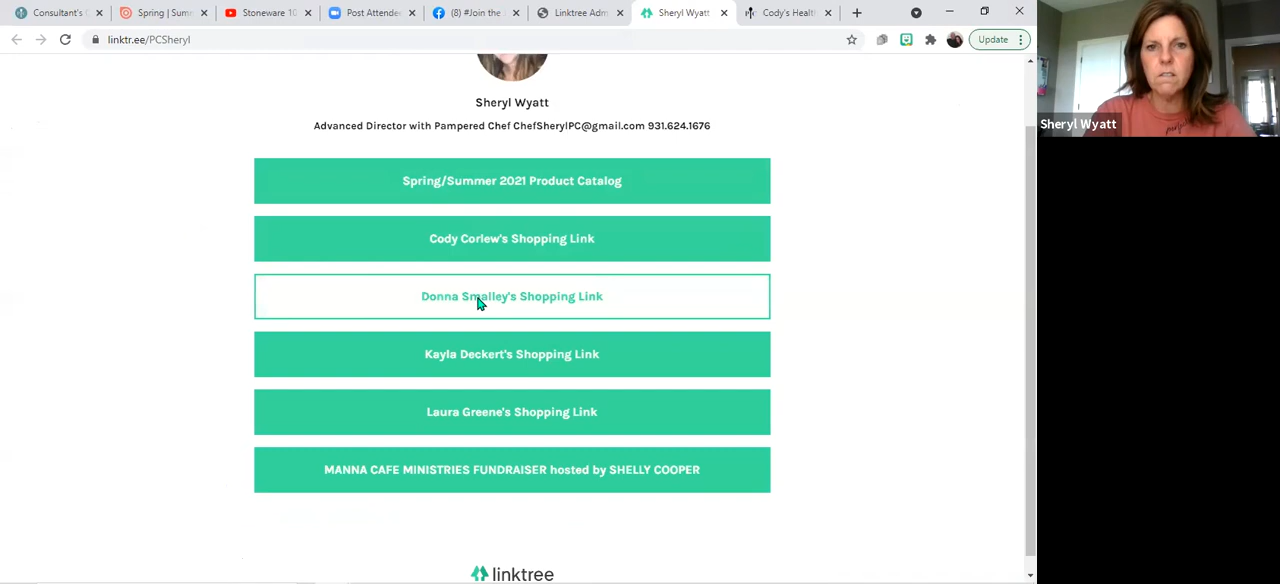 Consultant's
Spring | Sum
Stoneware 10
Post Attende
(8) #Join the
Linktree Adm
Sheryl Wyatt
Cody's Healt
linktr.ee/PCSheryl
Update
Sheryl Wyatt
Sheryl Wyatt
Advanced Director with Pampered Chef ChefSherylPC@gmail.com 931.624.1676
Spring/Summer 2021 Product Catalog
Cody Corlew's Shopping Link
Donna Smalley's Shopping Link
Kayla Deckert's Shopping Link
Laura Greene's Shopping Link
MANNA CAFE MINISTRIES FUNDRAISER hosted by SHELLY COOPER
linktree